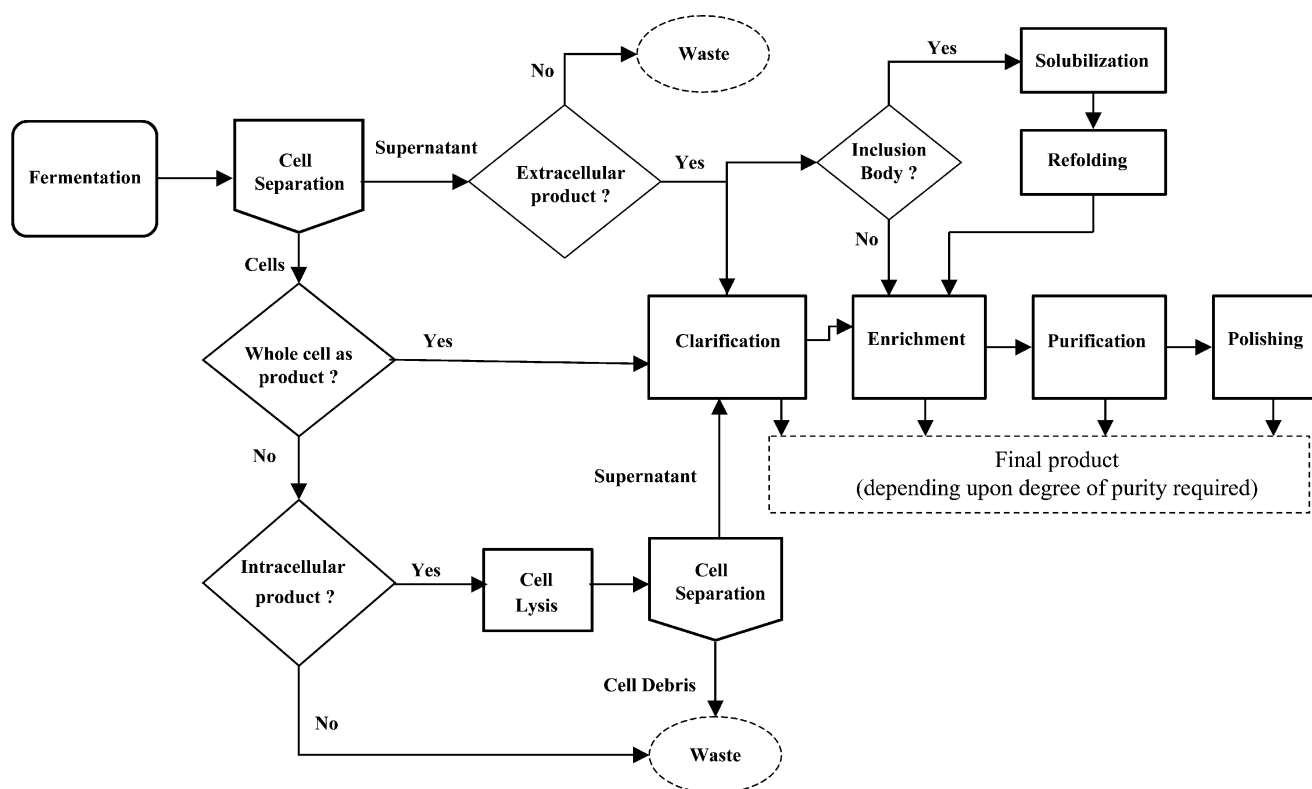 Waste
No
Yes
Solubilization
Fermentation
Cell
Separation
Supernatant
Extracellular
product ?
Yes
Inclusion
Body ?
Refolding
No
Cells
Whole cell as
product ?
Yes
Clarification
Enrichment
Purification
Polishing
No
Supernatant
Final product
(depending upon degree of purity required)
Intracellular
product ?
Yes
Cell
Lysis
Cell
Separation
Cell Debris
No
Waste